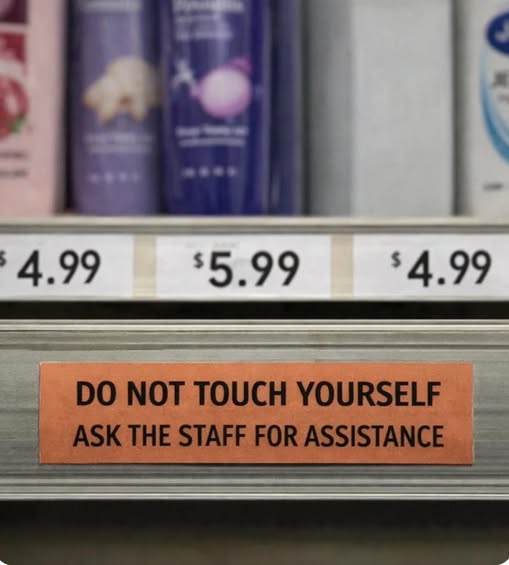 $4.99
$5.99
$4.99
DO NOT TOUCH YOURSELF
ASK THE STAFF FOR ASSISTANCE